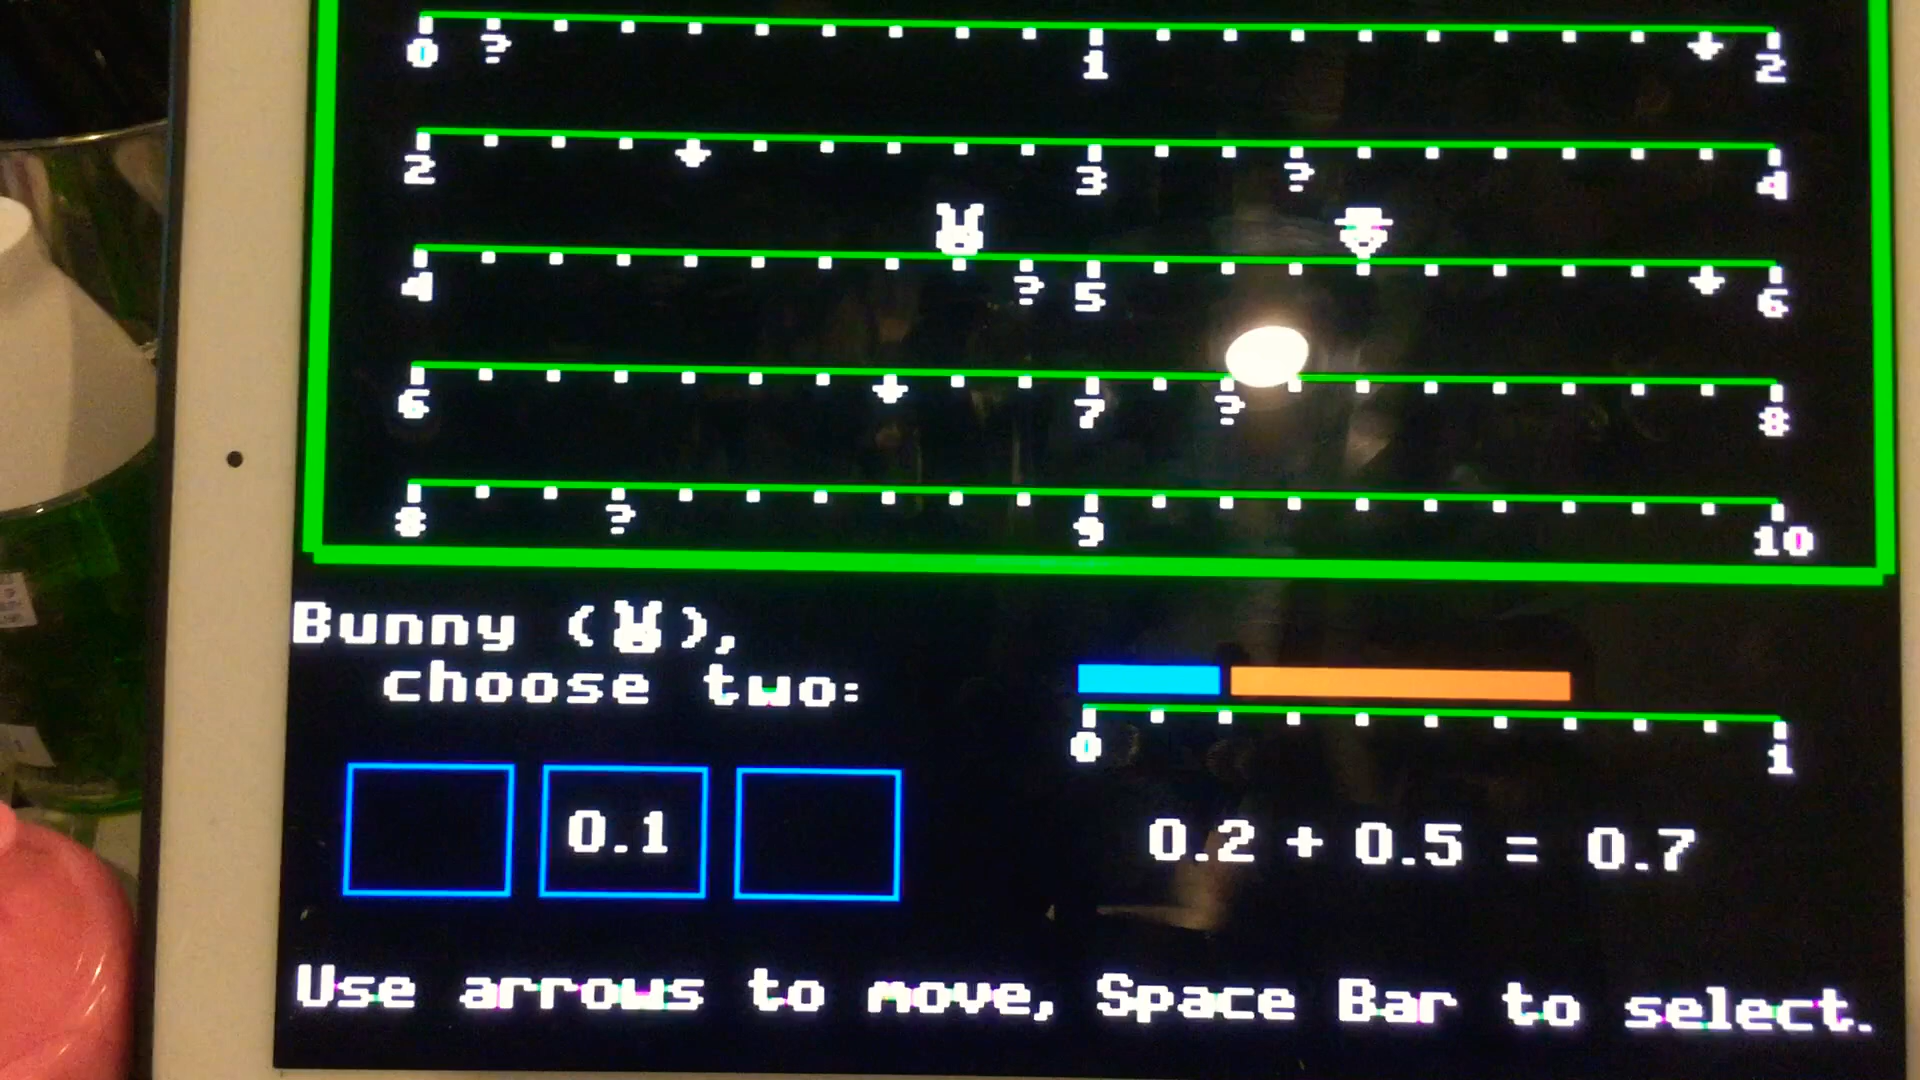 0 ? 1 2
2 3 ? 4
4 ? 5 6
6 7 ? 8
8 ? 9 10
Bunny ( ),
choose two:
0 1
0.1
0.2 + 0.5 = 0.7
Use arrows to move, Space Bar to select.